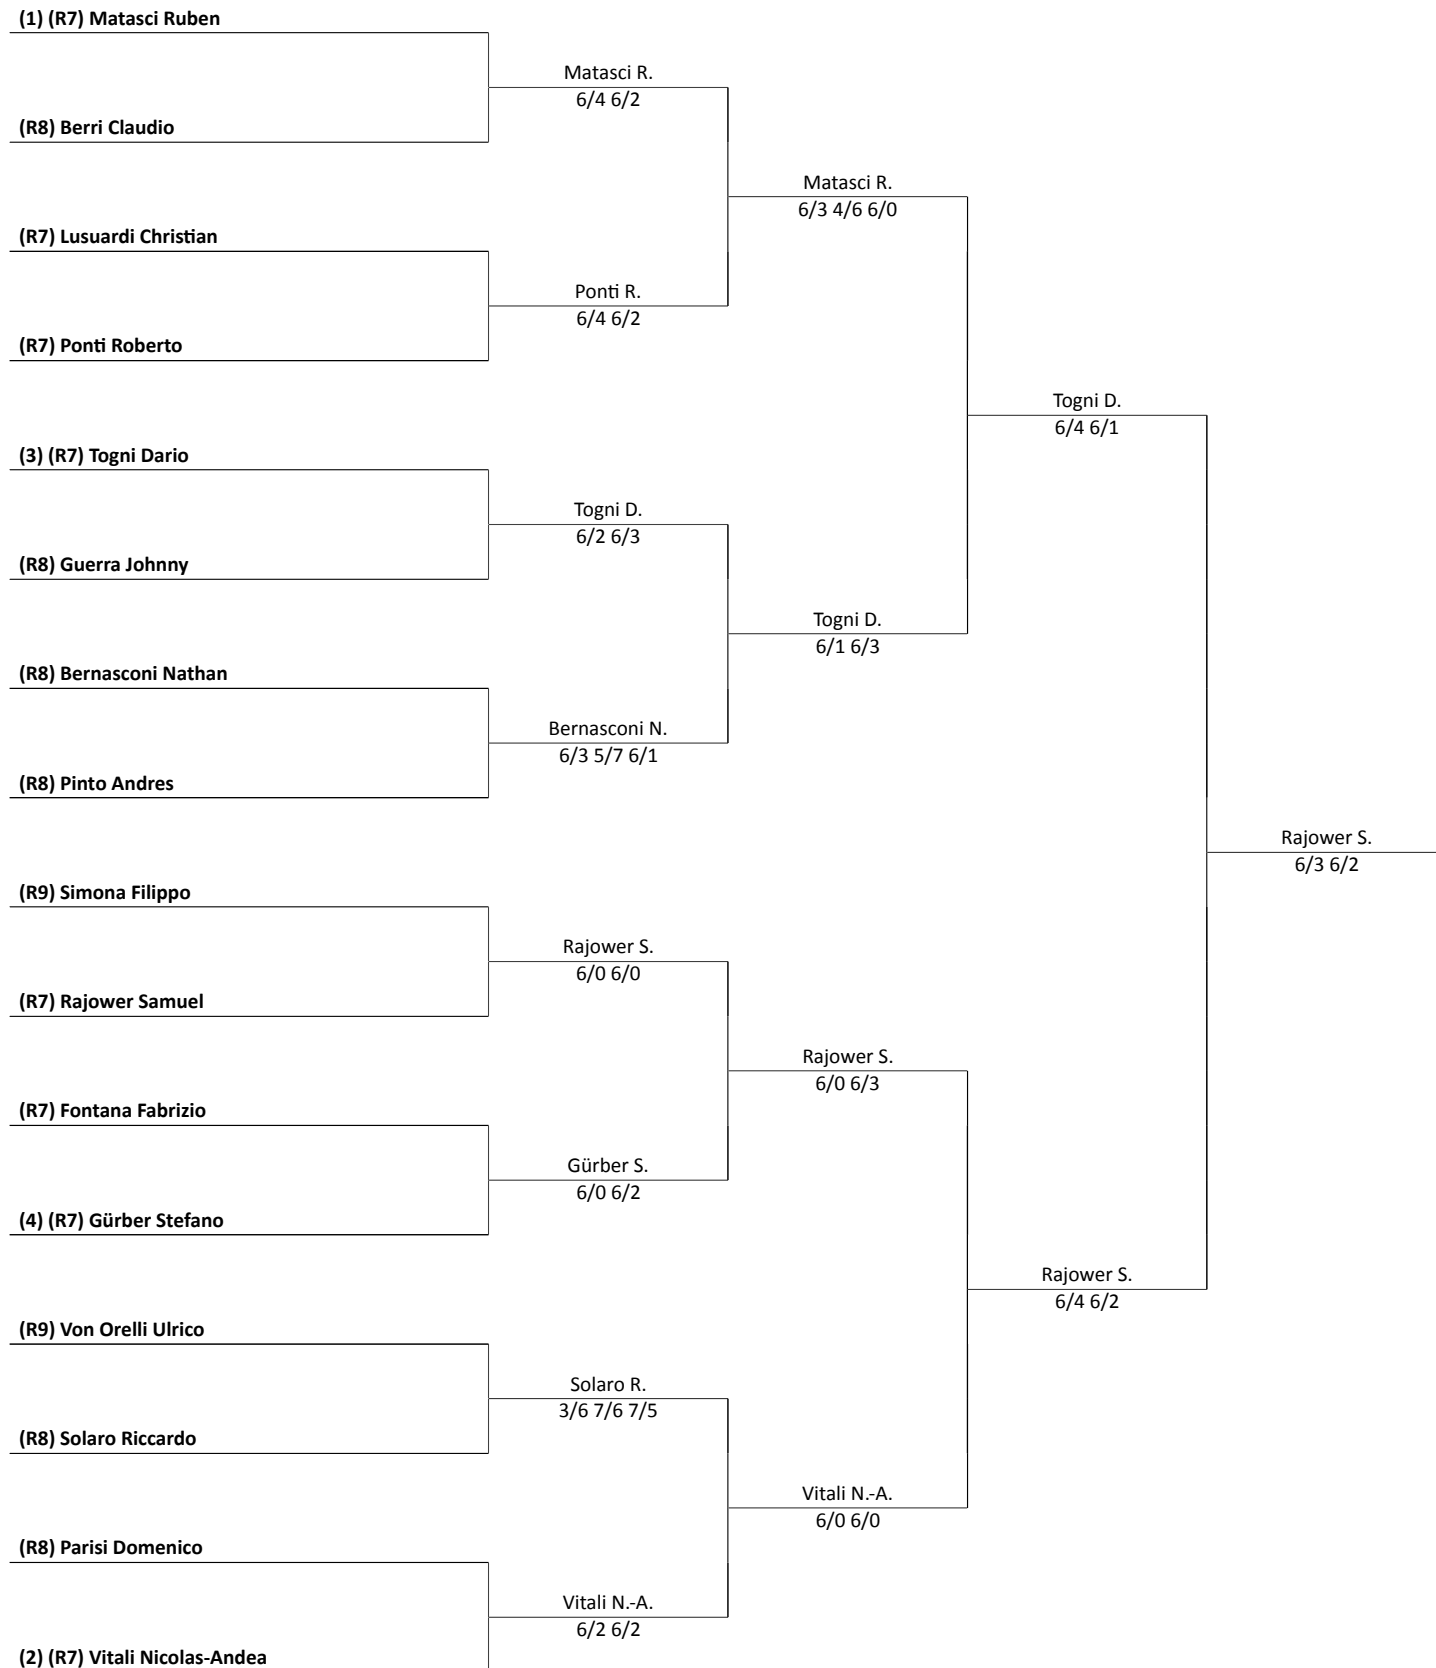 (1) (R7) Matasci Ruben
Matasci R.
6/4 6/2
(R8) Berri Claudio
Matasci R.
6/3 4/6 6/0
(R7) Lusuardi Christian
Ponti R.
6/4 6/2
(R7) Ponti Roberto
Togni D.
6/4 6/1
(3) (R7) Togni Dario
Togni D.
6/2 6/3
(R8) Guerra Johnny
Togni D.
6/1 6/3
(R8) Bernasconi Nathan
Bernasconi N.
6/3 5/7 6/1
(R8) Pinto Andres
Rajower S.
6/3 6/2
(R9) Simona Filippo
Rajower S.
6/0 6/0
(R7) Rajower Samuel
Rajower S.
6/0 6/3
(R7) Fontana Fabrizio
Gürber S.
6/0 6/2
(4) (R7) Gürber Stefano
Rajower S.
6/4 6/2
(R9) Von Orelli Ulrico
Solaro R.
3/6 7/6 7/5
(R8) Solaro Riccardo
Vitali N.-A.
6/0 6/0
(R8) Parisi Domenico
Vitali N.-A.
6/2 6/2
(2) (R7) Vitali Nicolas-Andea